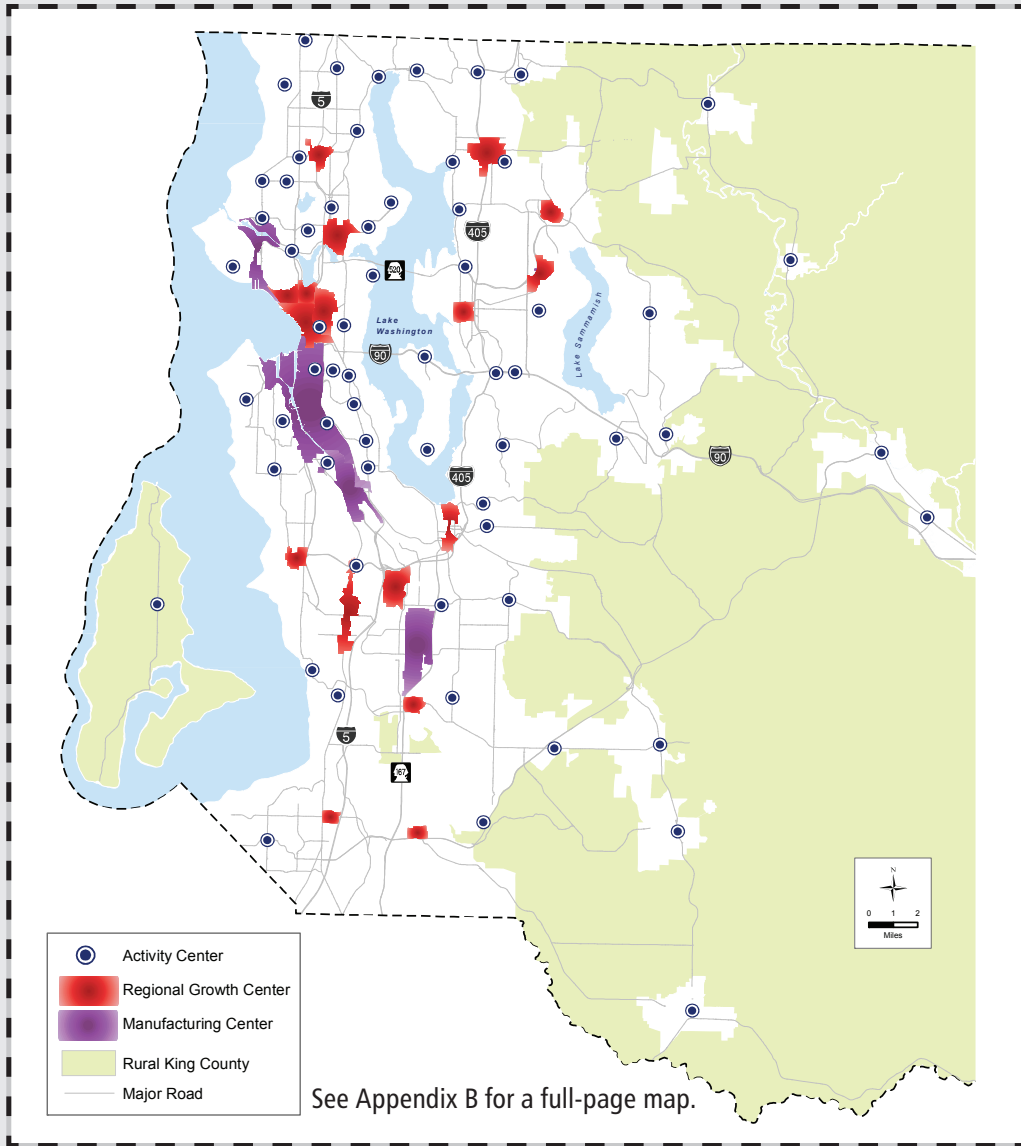 5
405
520
Lake
Washington
90
Lake Sammamish
405
90
5
167
N
0 1 2
Miles
Activity Center
Regional Growth Center
Manufacturing Center
Rural King County
Major Road
See Appendix B for a full-page map.